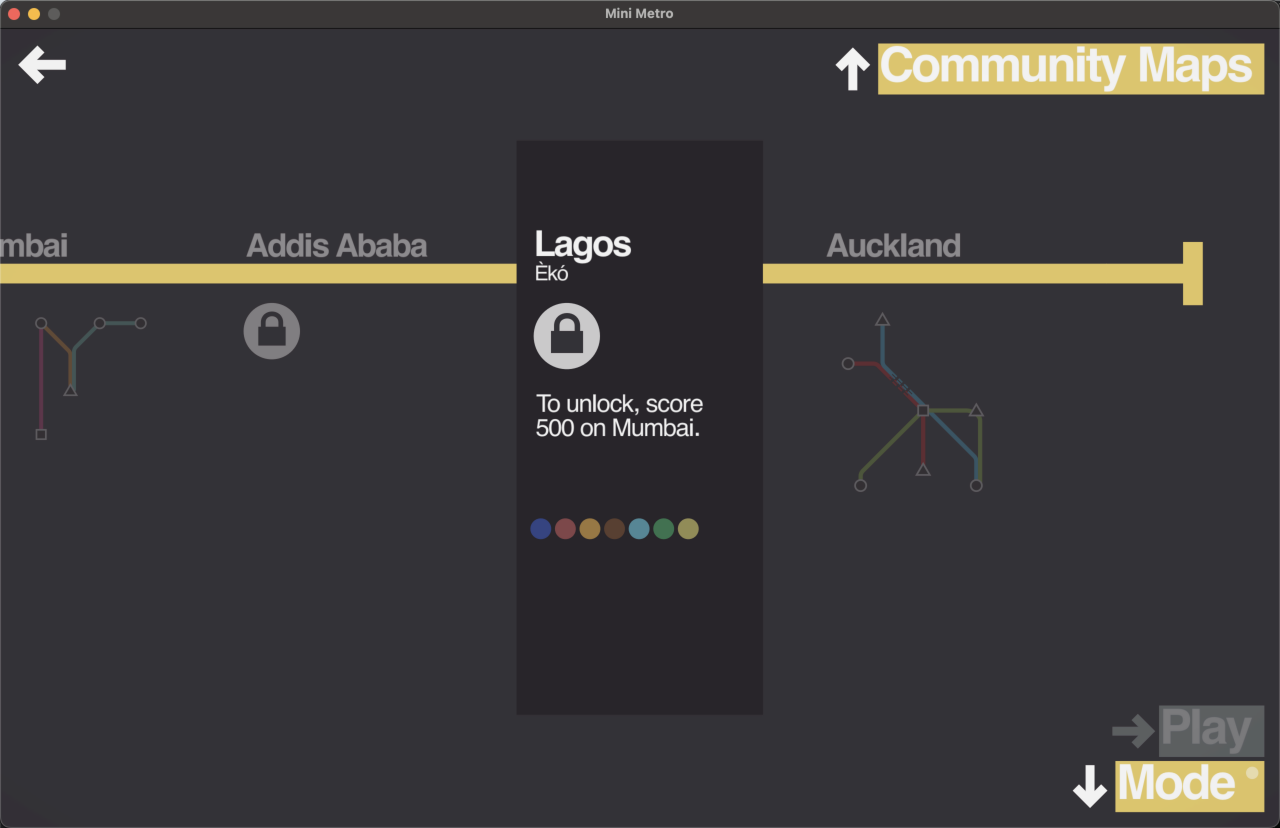 Mini Metro
Community Maps
mbai
Addis Ababa
Lagos
Èkó
Auckland
To unlock, score
500 on Mumbai.
Play
Mode